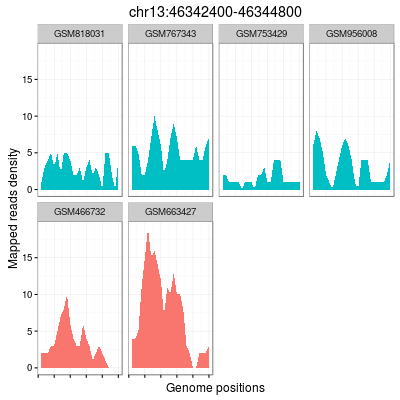 chr13:46342400-46344800
GSM818031 GSM767343 GSM753429 GSM956008
15
10
5
0
Mapped reads density
GSM466732 GSM663427
15
10
5
0
Genome positions